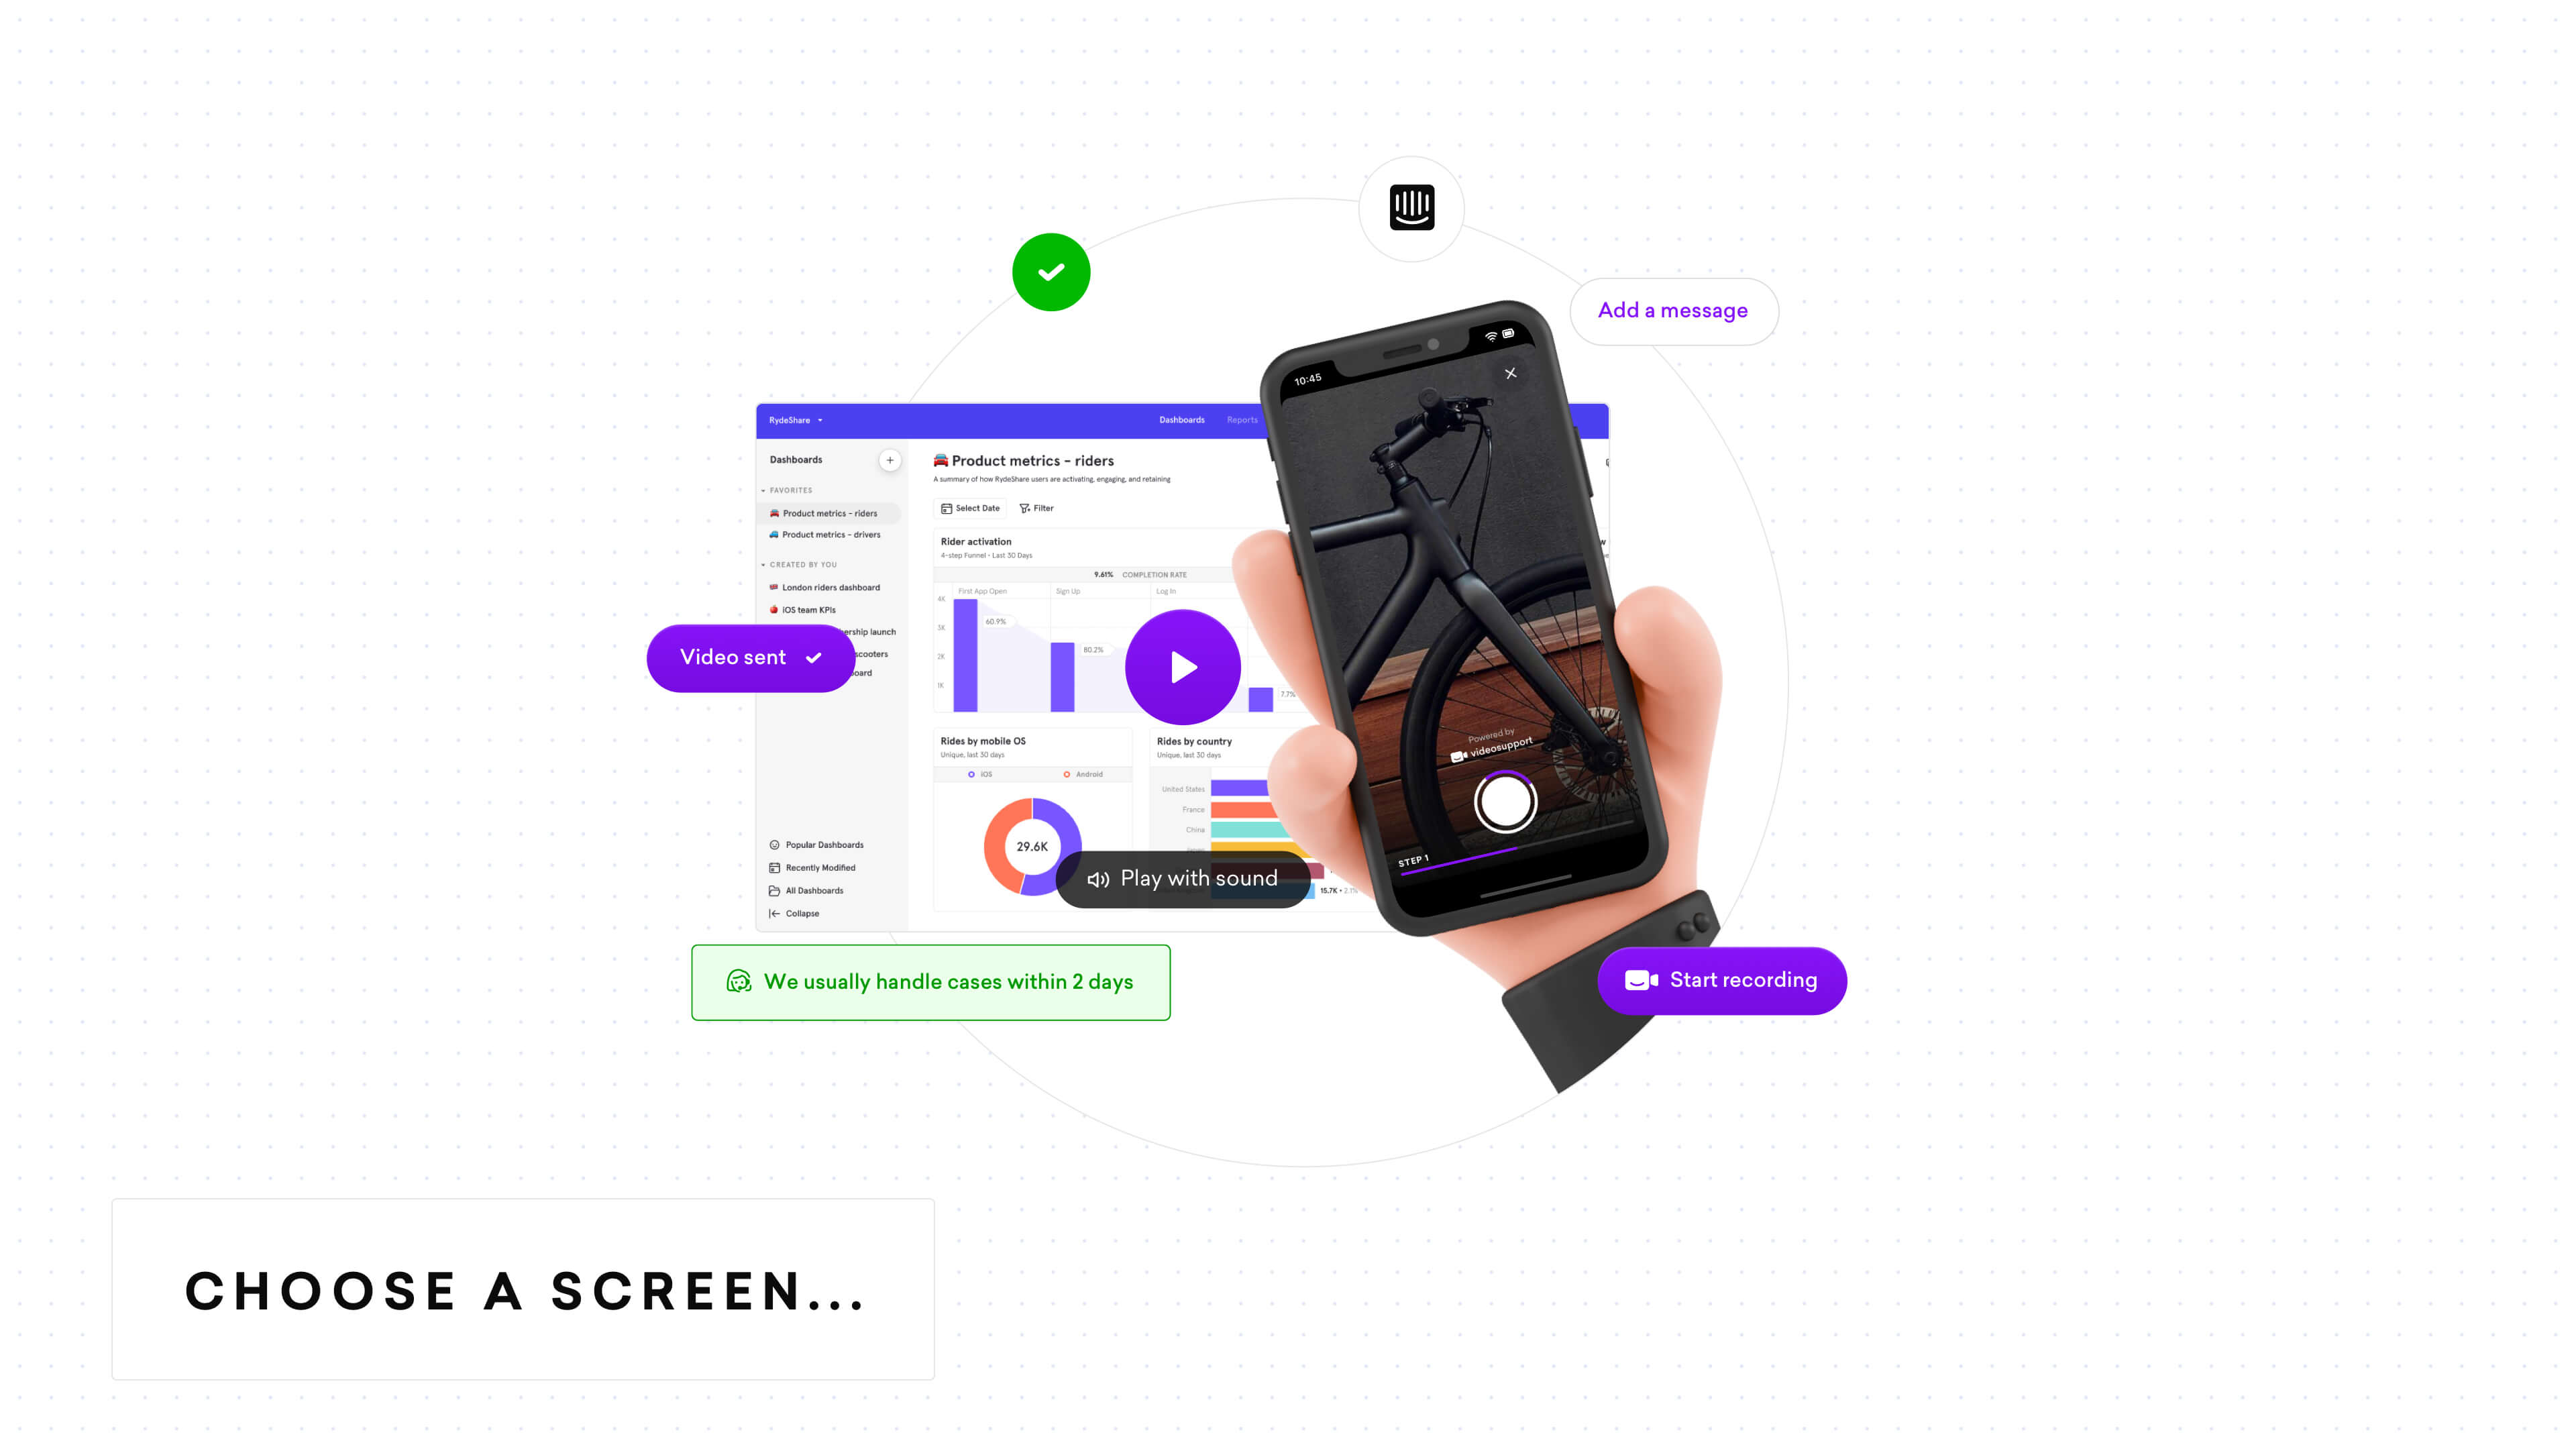 Add a message
10:45
RydeShare
Dashboards
Reports
Dashboards
+
FAVORITES
Product metrics - riders
Product metrics - drivers
CREATED BY YOU
London riders dashboard
iOS team KPIs
ership launch
scooters
oard
Popular Dashboards
Recently Modified
All Dashboards
Collapse
Product metrics - riders
A summary of how RydeShare users are activating, engaging, and retaining
Select Date
Filter
Rider activation
4-step Funnel • Last 30 Days
9.61% COMPLETION RATE
First App Open
Sign Up
Log In
4K
3K
2K
1K
60.9%
80.2%
7.7%
Rides by mobile OS
Unique, last 30 days
iOS
Android
29.6K
Rides by country
Unique, last 30 days
United States
France
China
15.7K • 2.1%
Video sent
Play with sound
Powered by
videosupport
STEP 1
We usually handle cases within 2 days
Start recording
CHOOSE A SCREEN...